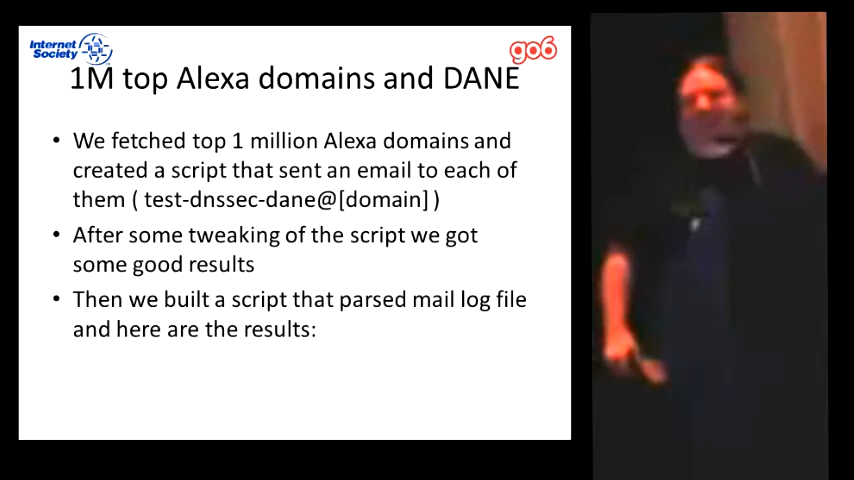 Internet
Society
go6
1M top Alexa domains and DANE
• We fetched top 1 million Alexa domains and
created a script that sent an email to each of
them ( test-dnssec-dane@[domain] )
• After some tweaking of the script we got
some good results
• Then we built a script that parsed mail log file
and here are the results: